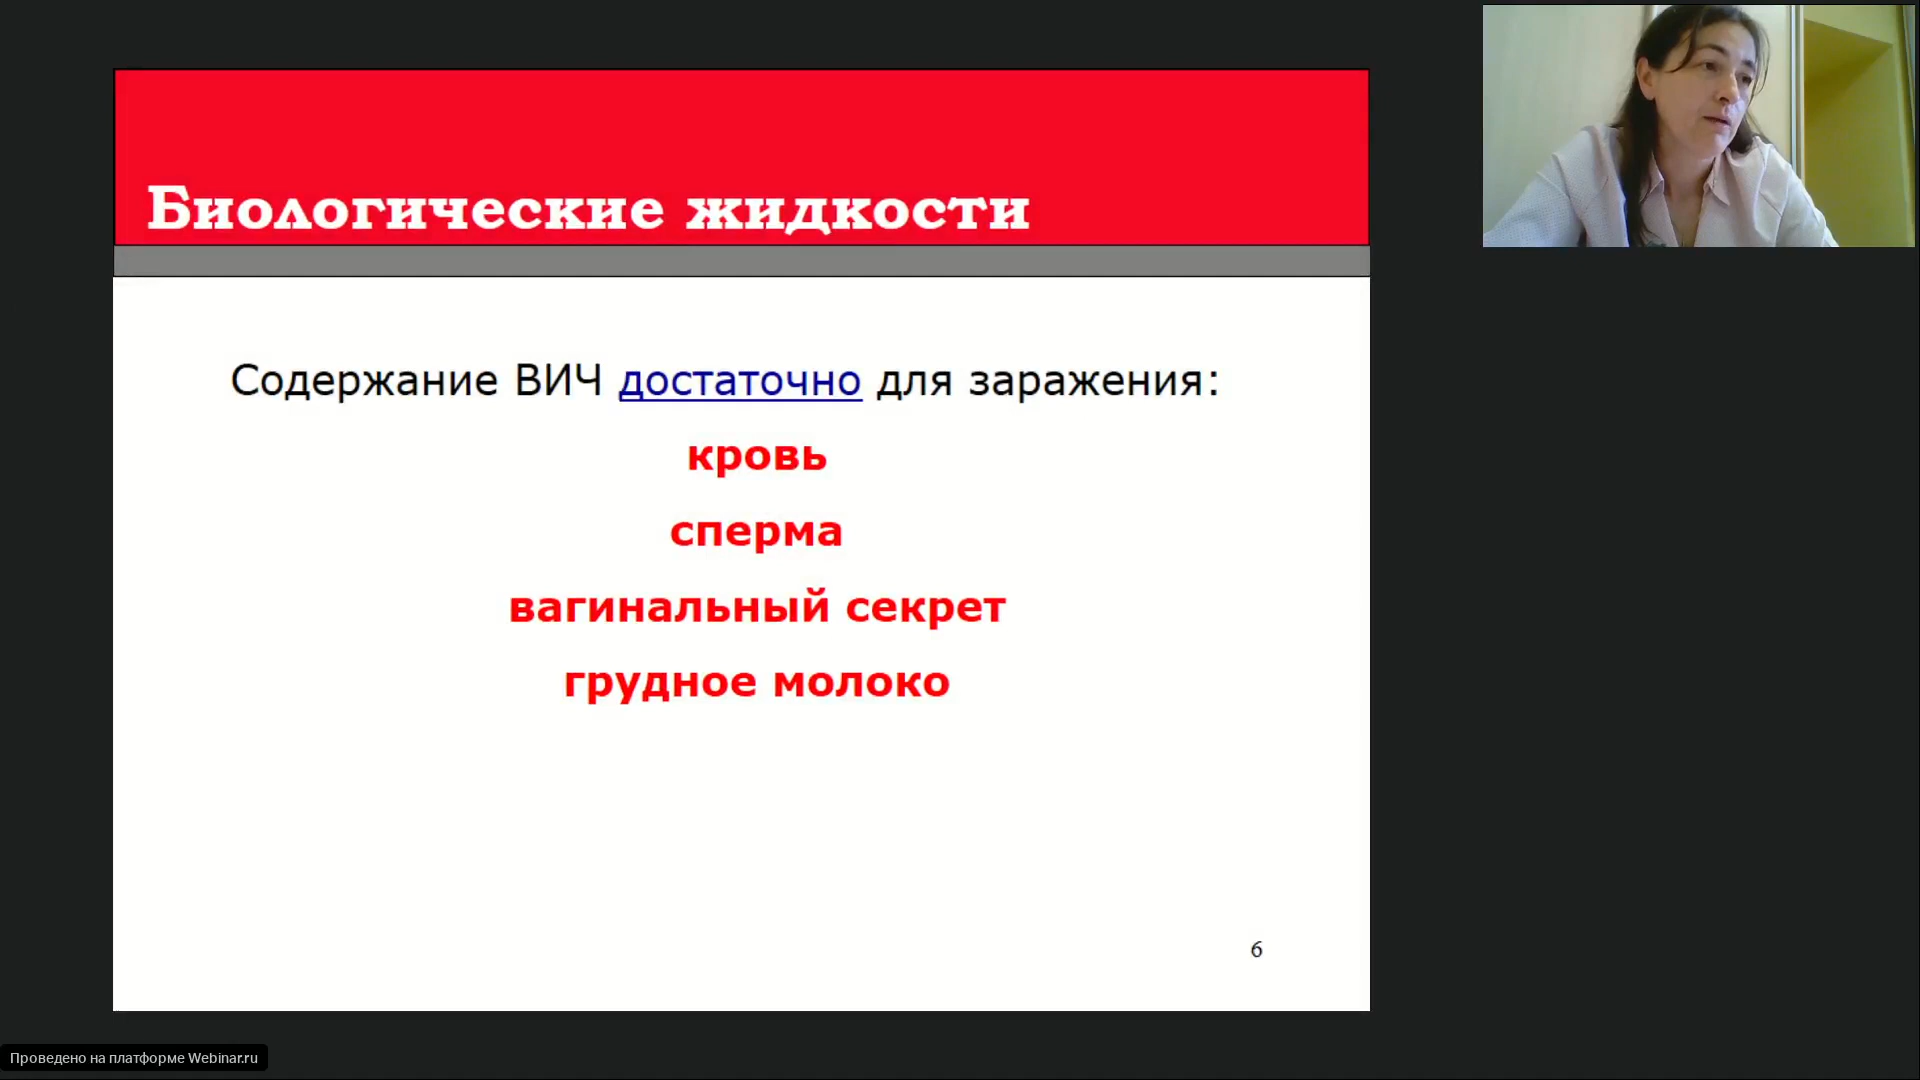 Биологические жидкости
Содержание ВИЧ достаточно для заражения:
кровь
сперма
вагинальный секрет
грудное молоко
6
Проведено на платформе Webinar.ru